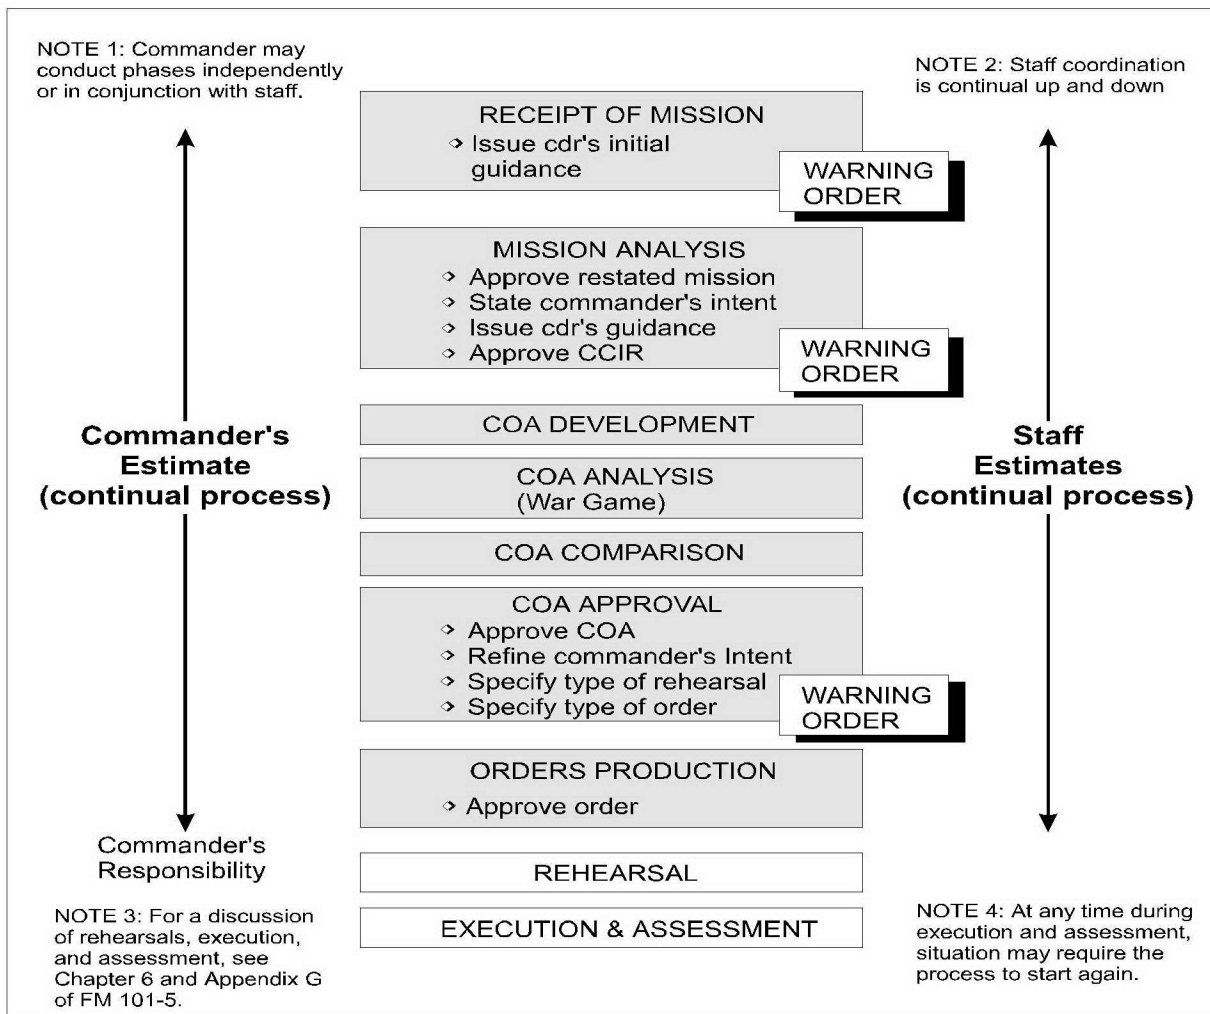 NOTE 1: Commander may
conduct phases independently
or in conjunction with staff.
NOTE 2: Staff coordination
is continual up and down
RECEIPT OF MISSION
Issue cdr's initial
guidance
WARNING
ORDER
MISSION ANALYSIS
Approve restated mission
State commander's intent
Issue cdr's guidance
Approve CCIR
WARNING
ORDER
COA DEVELOPMENT
Commander's
Estimate
(continual process)
Staff
Estimates
(continual process)
COA ANALYSIS
(War Game)
COA COMPARISON
COA APPROVAL
Approve COA
Refine commander's Intent
Specify type of rehearsal
Specify type of order
WARNING
ORDER
ORDERS PRODUCTION
Approve order
Commander's
Responsibility
REHEARSAL
EXECUTION & ASSESSMENT
NOTE 3: For a discussion
of rehearsals, execution,
and assessment, see
Chapter 6 and Appendix G
of FM 101-5.
NOTE 4: At any time during
execution and assessment,
situation may require the
process to start again.